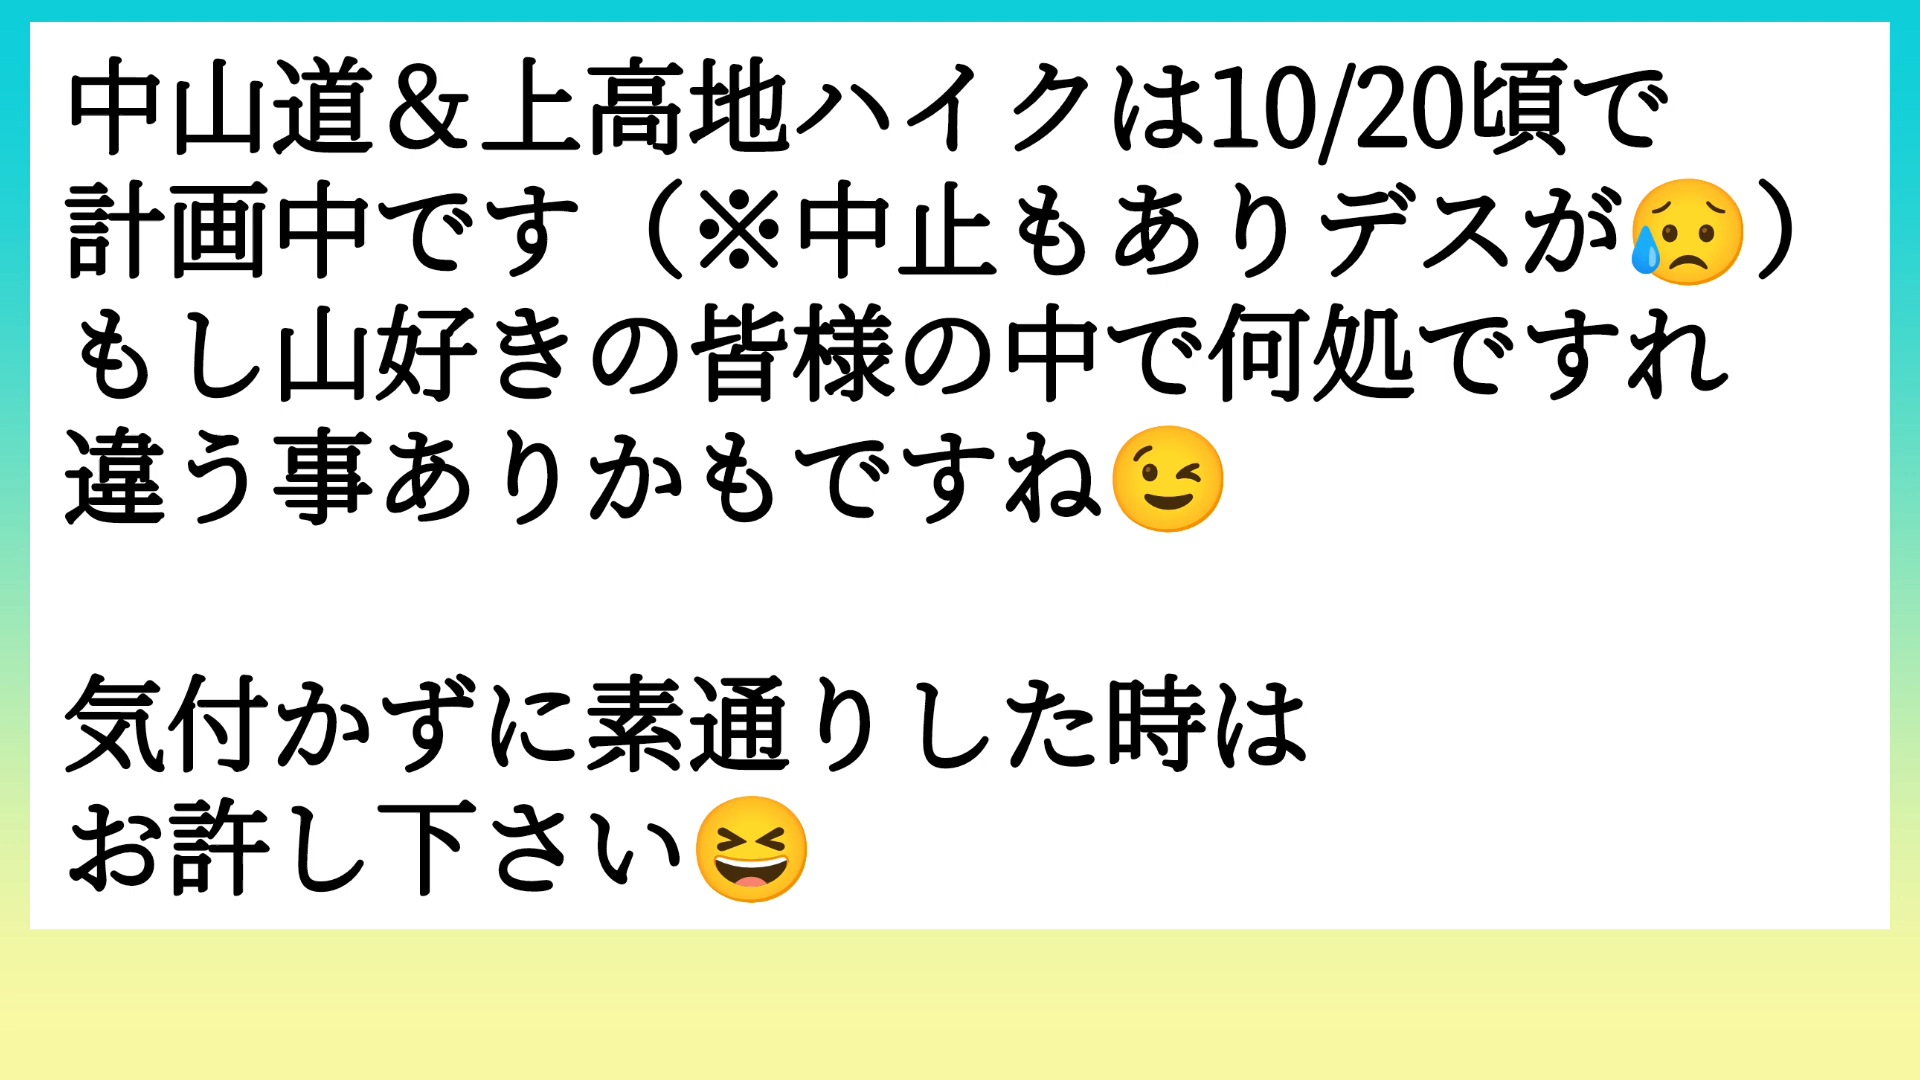 中山道＆上高地ハイクは10/20頃で
計画中です（※中止もありデスが😥）
もし山好きの皆様の中で何処ですれ
違う事ありかもですね😉
気付かずに素通りした時は
お許し下さい😆